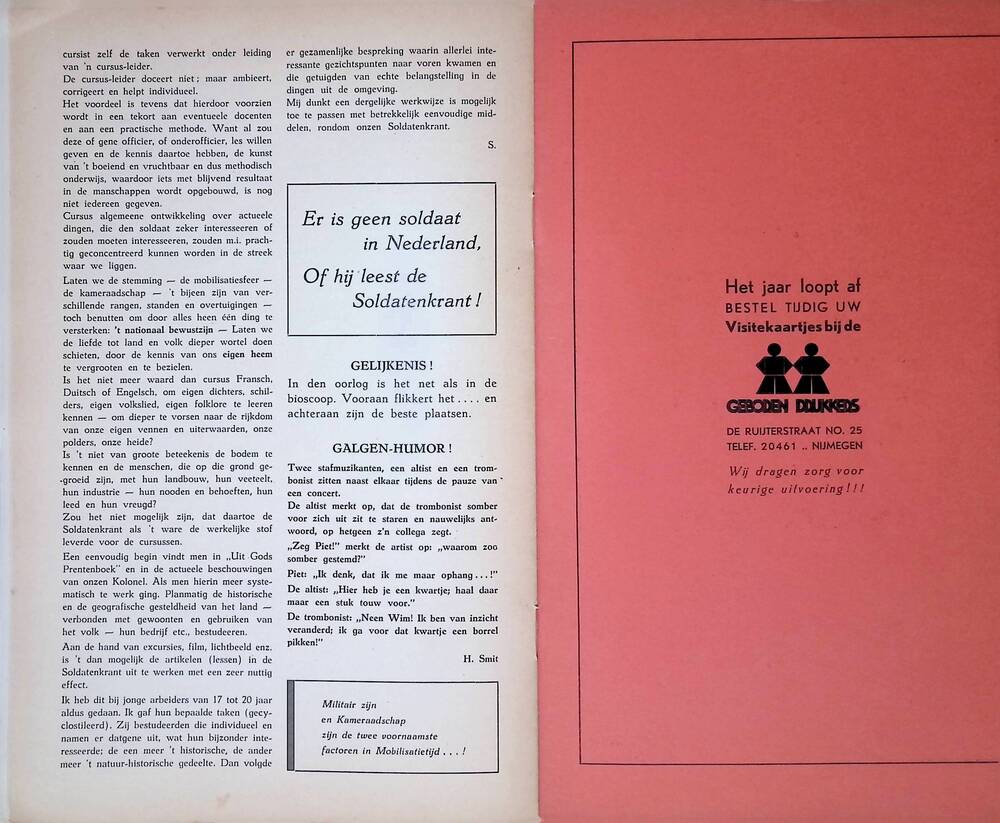 cursist zelf de taken verwerkt onder leiding
van 'n cursus-leider.
De cursus-leider doceert niet; maar ambieert,
corrigeert en helpt individueel.
Het voordeel is tevens dat hierdoor voorzien
wordt in een tekort aan eventueele docenten
en aan een practische methode. Want al zou
deze of gene officier, of onderofficier, les willen
geven en de kennis daartoe hebben, de kunst
van 't boeiend en vruchtbaar en dus methodisch
onderwijs, waardoor iets met blijvend resultaat
in de manschappen wordt opgebouwd, is nog
niet iedereen gegeven.
Cursus algemeene ontwikkeling over actueele
dingen, die den soldaat zeker interesseeren of
zouden moeten interesseeren, zouden m.i. prach-
tig geconcentreerd kunnen worden in de streek
waar we liggen.
Laten we de stemming — de mobilisatiesfeer —
de kameraadschap — 't bijeen zijn van ver-
schillende rangen, standen en overtuigingen —
toch benutten om door alles heen één ding te
versterken: 't nationaal bewustzijn — Laten we
de liefde tot land en volk dieper wortel doen
schieten, door de kennis van ons eigen heem
te vergrooten en te bezielen.
Is het niet meer waard dan cursus Fransch,
Duitsch of Engelsch, om eigen dichters, schil-
ders, eigen volkslied, eigen folklore te leeren
kennen — om dieper te vorsen naar de rijkdom
van onze eigen vennen en uiterwaarden, onze
polders, onze heide?
Is 't niet van groote beteekenis de bodem te
kennen en de menschen, die op die grond ge-
groeid zijn, met hun landbouw, hun veeteelt,
hun industrie — hun nooden en behoeften, hun
leed en hun vreugd?
Zou het niet mogelijk zijn, dat daartoe de
Soldatenkrant als 't ware de werkelijke stof
leverde voor de cursussen.
Een eenvoudig begin vindt men in „Uit Gods
Prentenboek" en in de actueele beschouwingen
van onzen Kolonel. Als men hierin meer syste-
matisch te werk ging. Planmatig de historische
en de geografische gesteldheid van het land —
verbonden met gewoonten en gebruiken van
het volk — hun bedrijf etc., bestudeeren.
Aan de hand van excursies, film, lichtbeeld enz.
is 't dan mogelijk de artikelen (lessen) in de
Soldatenkrant uit te werken met een zeer nuttig
effect.
Ik heb dit bij jonge arbeiders van 17 tot 20 jaar
aldus gedaan. Ik gaf hun bepaalde taken (gecy-
clostileerd). Zij bestudeerden die individueel en
namen er datgene uit, wat hun bijzonder inte-
resseerde; de een meer 't historische, de ander
meer 't natuur-historische gedeelte. Dan volgde
er gezamenlijke bespreking waarin allerlei inte-
ressante gezichtspunten naar voren kwamen en
die getuigden van echte belangstelling in de
dingen uit de omgeving.
Mij dunkt een dergelijke werkwijze is mogelijk
toe te passen met betrekkelijk eenvoudige mid-
delen, rondom onzen Soldatenkrant.
S.
Er is geen soldaat
in Nederland,
Of hij leest de
Soldatenkrant!
GELIJKENIS!
In den oorlog is het net als in de
bioscoop. Vooraan flikkert het .... en
achteraan zijn de beste plaatsen.
GALGEN-HUMOR!
Twee stafmuzikanten, een altist en een trom-
bonist zitten naast elkaar tijdens de pauze van
een concert.
De altist merkt op, dat de trombonist somber
voor zich uit zit te staren en nauwelijks ant-
woord, op hetgeen z'n collega zegt.
„Zeg Piet!" merkt de artist op: „waarom zoo
somber gestemd?"
Piet: „Ik denk, dat ik me maar ophang...!"
De altist: „Hier heb je een kwartje; haal daar
maar een stuk touw voor."
De trombonist: „Neen Wim! Ik ben van inzicht
veranderd; ik ga voor dat kwartje een borrel
pikken!"
H. Smit
Militair zijn
en Kameraadschap
zijn de twee voornaamste
factoren in Mobilisatietijd . . . !
Het jaar loopt af
BESTEL TIJDIG UW
Visitekaartjes bij de
GEBRODEN DDUKKERS
DE RUIJTERSTRAAT NO. 25
TELEF. 20461 .. NIJMEGEN
Wij dragen zorg voor
keurige uitvoering!!!